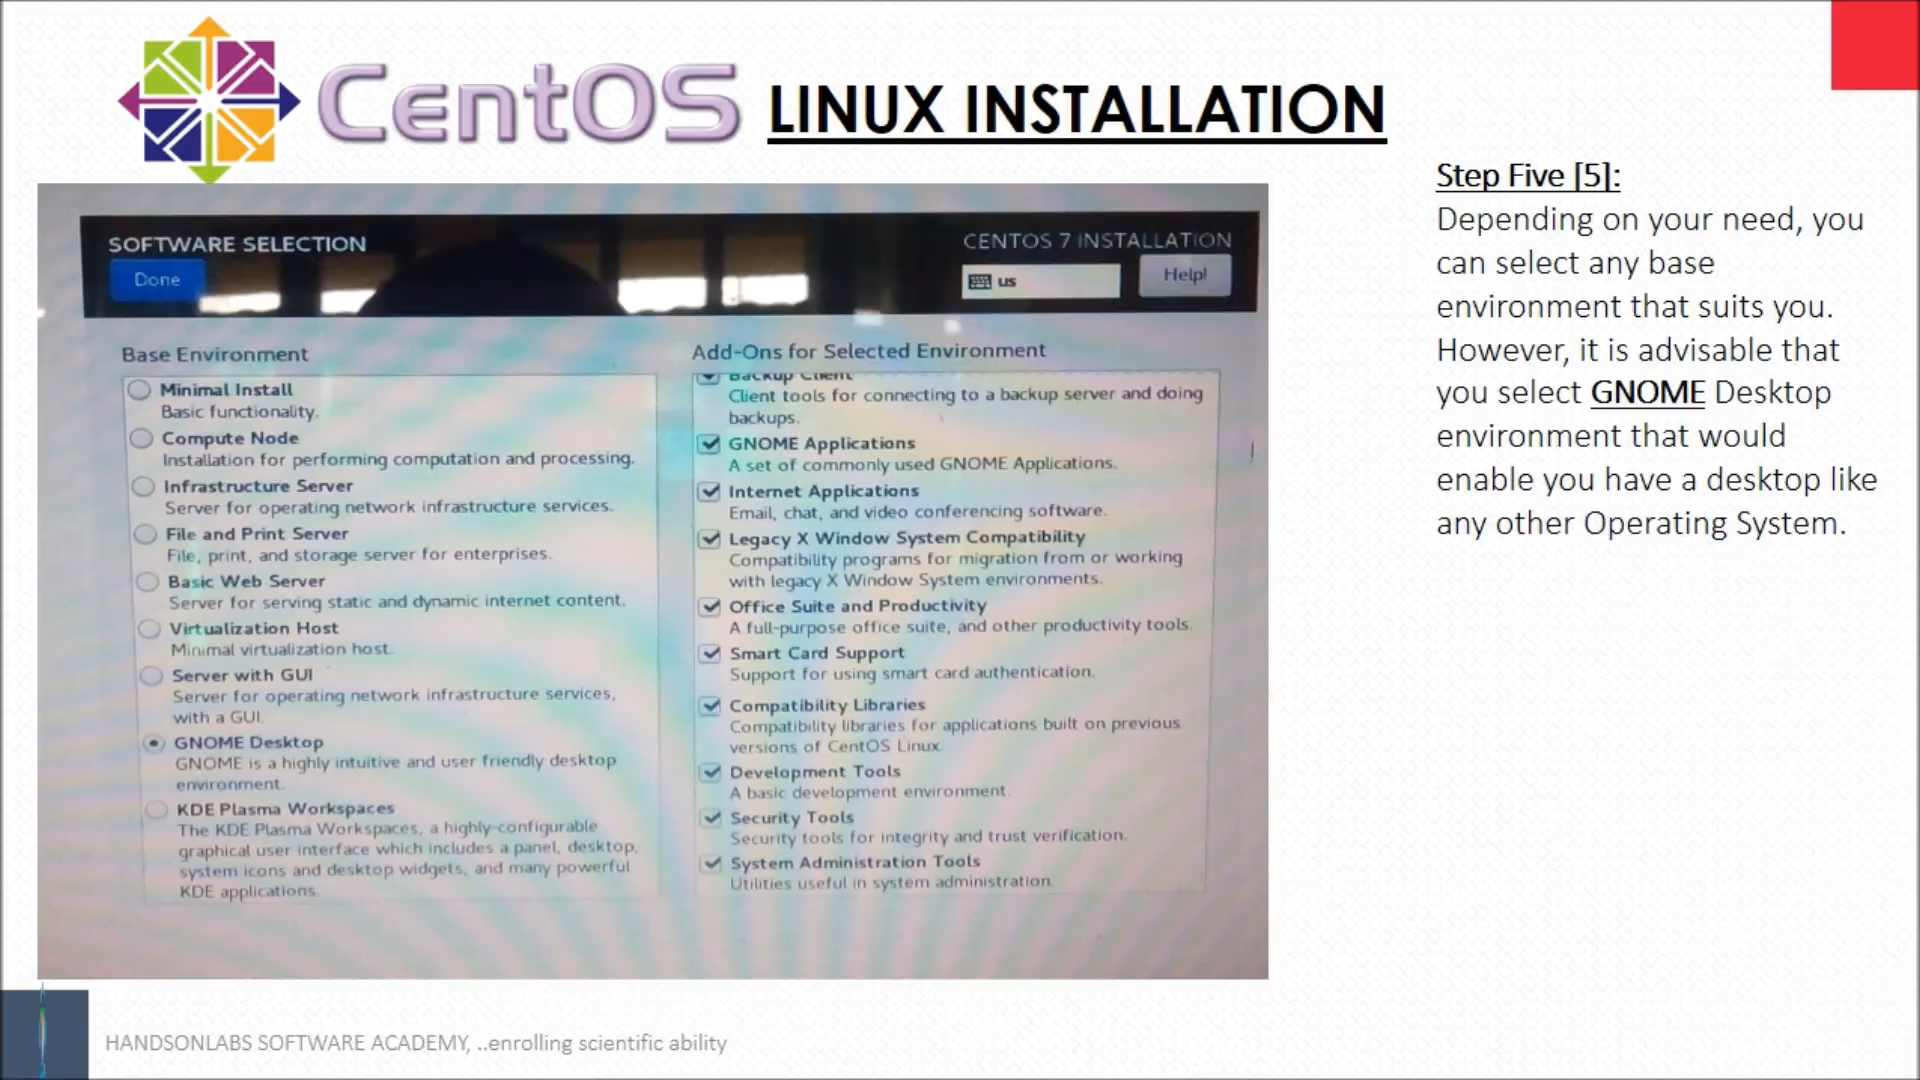 CentOS LINUX INSTALLATION
SOFTWARE SELECTION
Done
CENTOS 7 INSTALLATION
us
Help!
Base Environment
Minimal Install
Basic functionality.
Compute Node
Installation for performing computation and processing.
Infrastructure Server
Server for operating network infrastructure services.
File and Print Server
File, print, and storage server for enterprises.
Basic Web Server
Server for serving static and dynamic internet content.
Virtualization Host
Minimal virtualization host.
Server with GUI
Server for operating network infrastructure services,
with a GUI.
GNOME Desktop
GNOME is a highly intuitive and user friendly desktop
environment.
KDE Plasma Workspaces
The KDE Plasma Workspaces, a highly-configurable
graphical user interface which includes a panel, desktop,
system icons and desktop widgets, and many powerful
KDE applications.
Add-Ons for Selected Environment
Backup Client
Client tools for connecting to a backup server and doing
backups.
GNOME Applications
A set of commonly used GNOME Applications.
Internet Applications
Email, chat, and video conferencing software.
Legacy X Window System Compatibility
Compatibility programs for migration from or working
with legacy X Window System environments.
Office Suite and Productivity
A full-purpose office suite, and other productivity tools.
Smart Card Support
Support for using smart card authentication.
Compatibility Libraries
Compatibility libraries for applications built on previous
versions of CentOS Linux.
Development Tools
A basic development environment.
Security Tools
Security tools for integrity and trust verification.
System Administration Tools
Utilities useful in system administration.
Step Five [5]:
Depending on your need, you
can select any base
environment that suits you.
However, it is advisable that
you select GNOME Desktop
environment that would
enable you have a desktop like
any other Operating System.
HANDSONLABS SOFTWARE ACADEMY, ..enrolling scientific ability